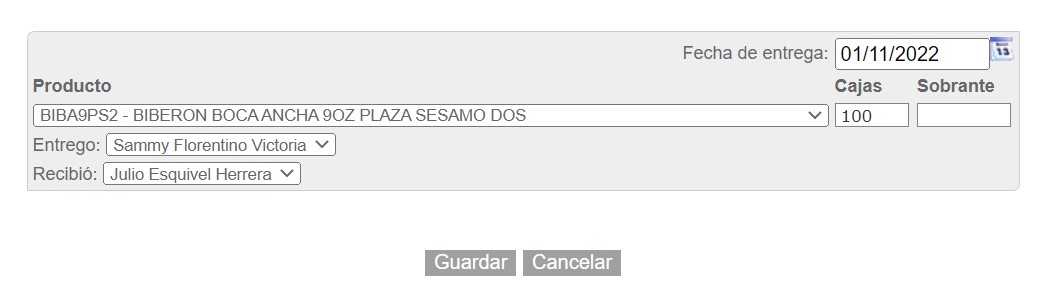 Fecha de entrega: 01/11/2022 13
Producto Cajas Sobrante
BIBA9PS2 - BIBERON BOCA ANCHA 9OZ PLAZA SESAMO DOS 100
Entrego: Sammy Florentino Victoria
Recibió: Julio Esquivel Herrera
Guardar Cancelar